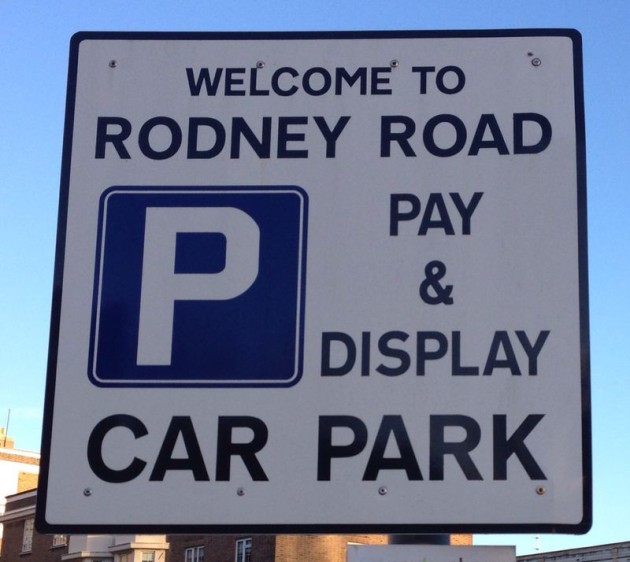 WELCOME TO
RODNEY ROAD
P
PAY
&
DISPLAY
CAR PARK